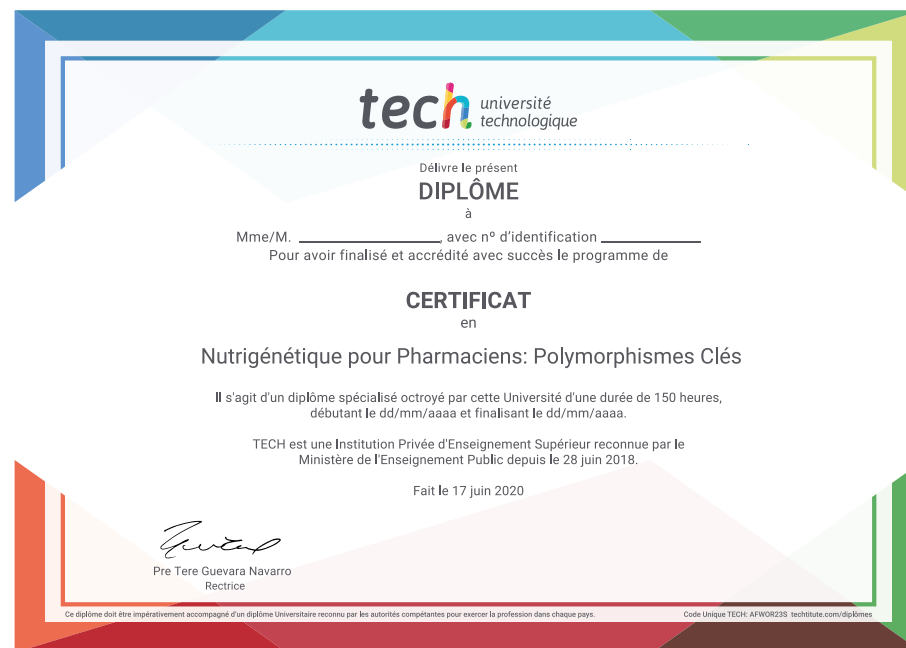 tech université
technologique
Délivre le présent
DIPLÔME
à
Mme/M. ____________________, avec nº d'identification ______________
Pour avoir finalisé et accrédité avec succès le programme de
CERTIFICAT
en
Nutrigénétique pour Pharmaciens: Polymorphismes Clés
Il s'agit d'un diplôme spécialisé octroyé par cette Université d'une durée de 150 heures,
débutant le dd/mm/aaaa et finalisant le dd/mm/aaaa.
TECH est une Institution Privée d'Enseignement Supérieur reconnue par le
Ministère de l'Enseignement Public depuis le 28 juin 2018.
Fait le 17 juin 2020
Pre Tere Guevara Navarro
Rectrice
Ce diplôme doit être impérativement accompagné d'un diplôme Universitaire reconnu par les autorités compétantes pour exercer la profession dans chaque pays. Code Unique TECH: AFWOR23S techtitute.com/diplômes